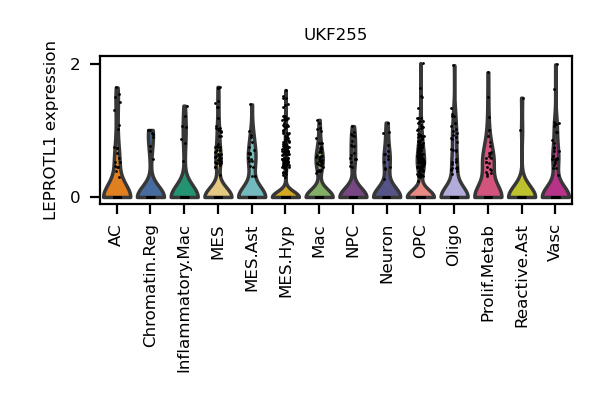 UKF255
LEPROTL1 expression
2
0
AC
Chromatin.Reg
Inflammatory.Mac
MES
MES.Ast
MES.Hyp
Mac
NPC
Neuron
OPC
Oligo
Prolif.Metab
Reactive.Ast
Vasc